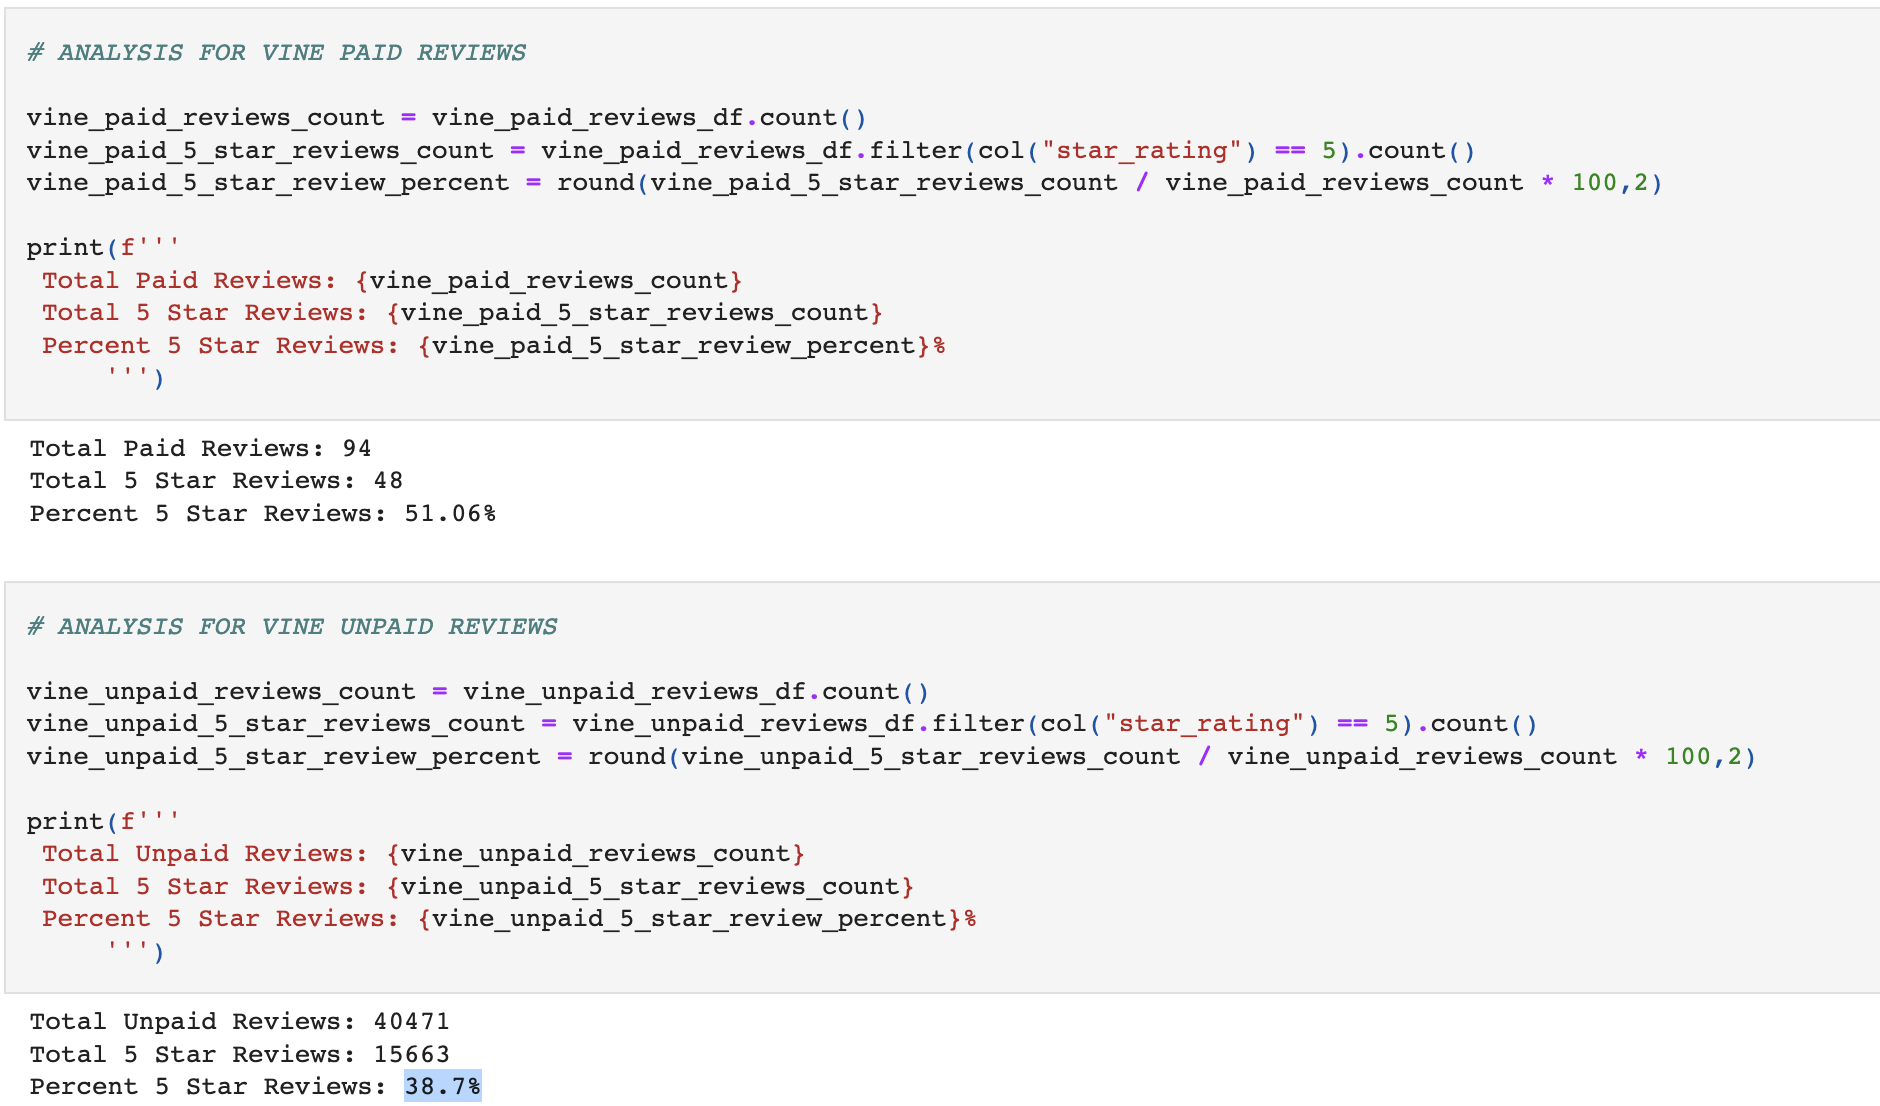 # ANALYSIS FOR VINE PAID REVIEWS
vine_paid_reviews_count = vine_paid_reviews_df.count()
vine_paid_5_star_reviews_count = vine_paid_reviews_df.filter(col("star_rating") == 5).count()
vine_paid_5_star_review_percent = round(vine_paid_5_star_reviews_count / vine_paid_reviews_count * 100,2)
print(f'''
Total Paid Reviews: {vine_paid_reviews_count}
Total 5 Star Reviews: {vine_paid_5_star_reviews_count}
Percent 5 Star Reviews: {vine_paid_5_star_review_percent}%
''')
Total Paid Reviews: 94
Total 5 Star Reviews: 48
Percent 5 Star Reviews: 51.06%
# ANALYSIS FOR VINE UNPAID REVIEWS
vine_unpaid_reviews_count = vine_unpaid_reviews_df.count()
vine_unpaid_5_star_reviews_count = vine_unpaid_reviews_df.filter(col("star_rating") == 5).count()
vine_unpaid_5_star_review_percent = round(vine_unpaid_5_star_reviews_count / vine_unpaid_reviews_count * 100,2)
print(f'''
Total Unpaid Reviews: {vine_unpaid_reviews_count}
Total 5 Star Reviews: {vine_unpaid_5_star_reviews_count}
Percent 5 Star Reviews: {vine_unpaid_5_star_review_percent}%
''')
Total Unpaid Reviews: 40471
Total 5 Star Reviews: 15663
Percent 5 Star Reviews: 38.7%